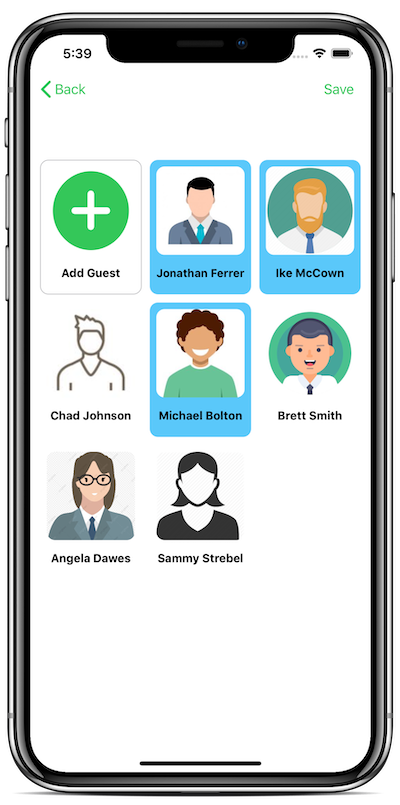 5:39
Back
Save
Add Guest
Jonathan Ferrer
Ike McCown
Chad Johnson
Michael Bolton
Brett Smith
Angela Dawes
Sammy Strebel